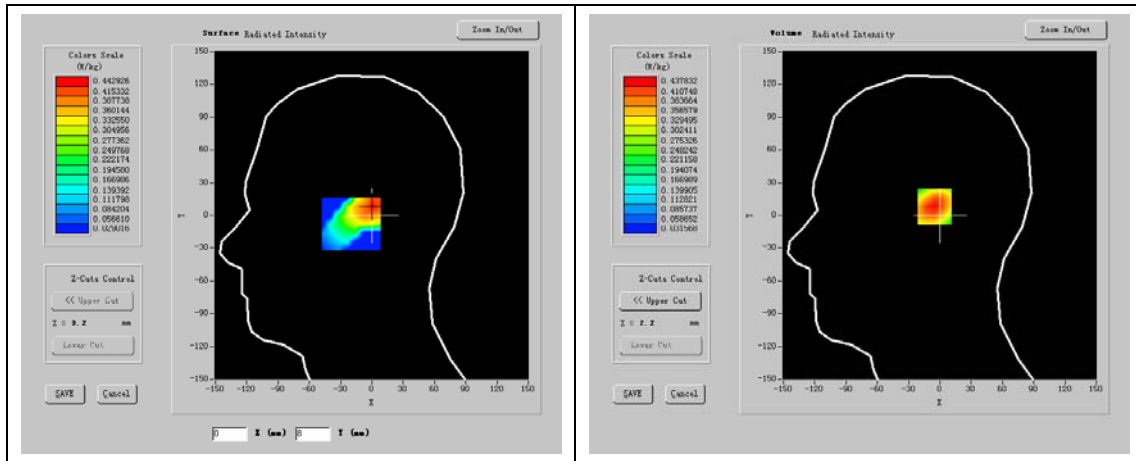 Surface Radiated Intensity
Zoom In/Out
Colors Scale
(W/kg)
0.442926
0.415332
0.387738
0.360144
0.332550
0.304956
0.277362
0.249768
0.222174
0.194580
0.166986
0.139392
0.111798
0.084204
0.056610
0.029016
150
120
90
60
30
0
-30
-60
-90
-120
-150
Y
-150 -120 -90 -60 -30 0 30 60 90 120 150
X
Z-Cuts Control
<< Upper Cut
mm
Lower Cut
SAVE Cancel
0 X (mm) 8 Y (mm)
Volume Radiated Intensity
Zoom In/Out
Colors Scale
(W/kg)
0.437832
0.410748
0.383664
0.356579
0.329495
0.302411
0.275326
0.248242
0.221158
0.194074
0.166989
0.139905
0.112821
0.085737
0.058652
0.031568
150
120
90
60
30
0
-30
-60
-90
-120
-150
Y
-150 -120 -90 -60 -30 0 30 60 90 120 150
X
Z-Cuts Control
<< Upper Cut
mm
Lower Cut
SAVE Cancel